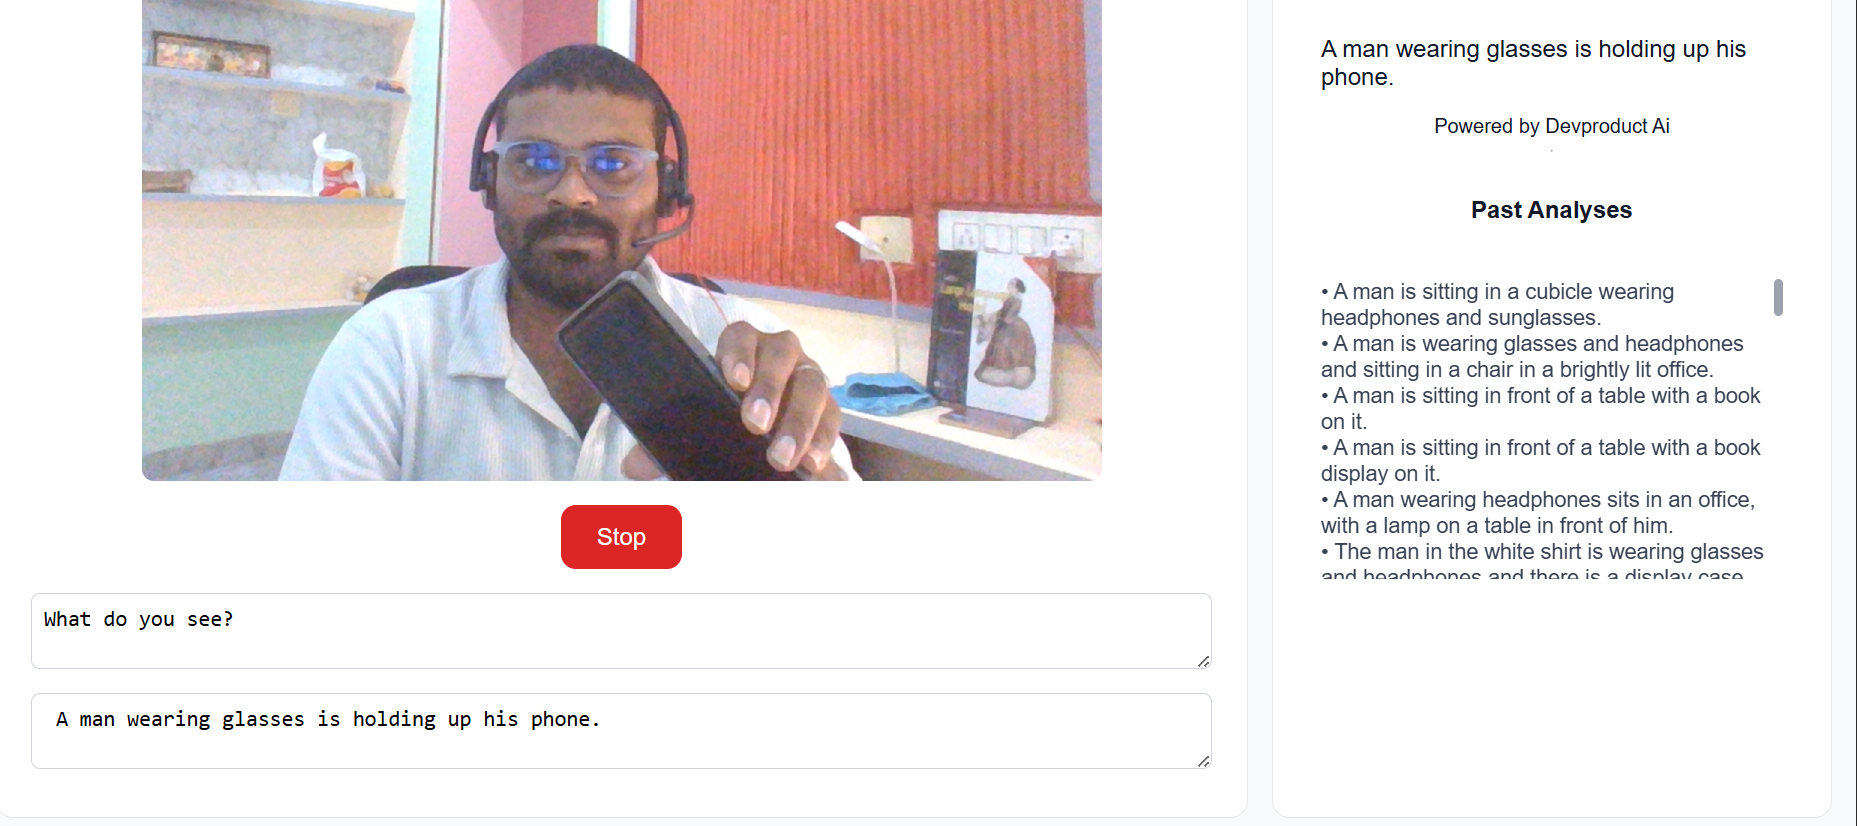 Stop
What do you see?
A man wearing glasses is holding up his phone.
A man wearing glasses is holding up his
phone.
Powered by Devproduct Ai
Past Analyses
• A man is sitting in a cubicle wearing
headphones and sunglasses.
• A man is wearing glasses and headphones
and sitting in a chair in a brightly lit office.
• A man is sitting in front of a table with a book
on it.
• A man is sitting in front of a table with a book
display on it.
• A man wearing headphones sits in an office,
with a lamp on a table in front of him.
• The man in the white shirt is wearing glasses
and headphones and there is a display case